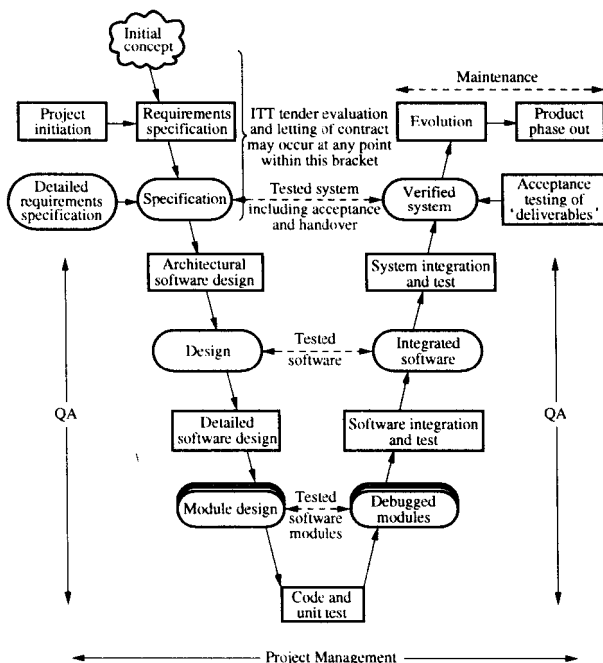 Initial
concept
Maintenance
Project
initiation
Requirements
specification
ITT tender evaluation
and letting of contract
may occur at any point
within this bracket
Evolution
Product
phase out
Detailed
requirements
specification
Specification
Tested system
including acceptance
and handover
Verified
system
Acceptance
testing of
'deliverables'
Architectural
software design
System integration
and test
Design
Tested
software
Integrated
software
QA
QA
Detailed
software design
Software integration
and test
Module design
Tested
software
modules
Debugged
modules
Code and
unit test
Project Management